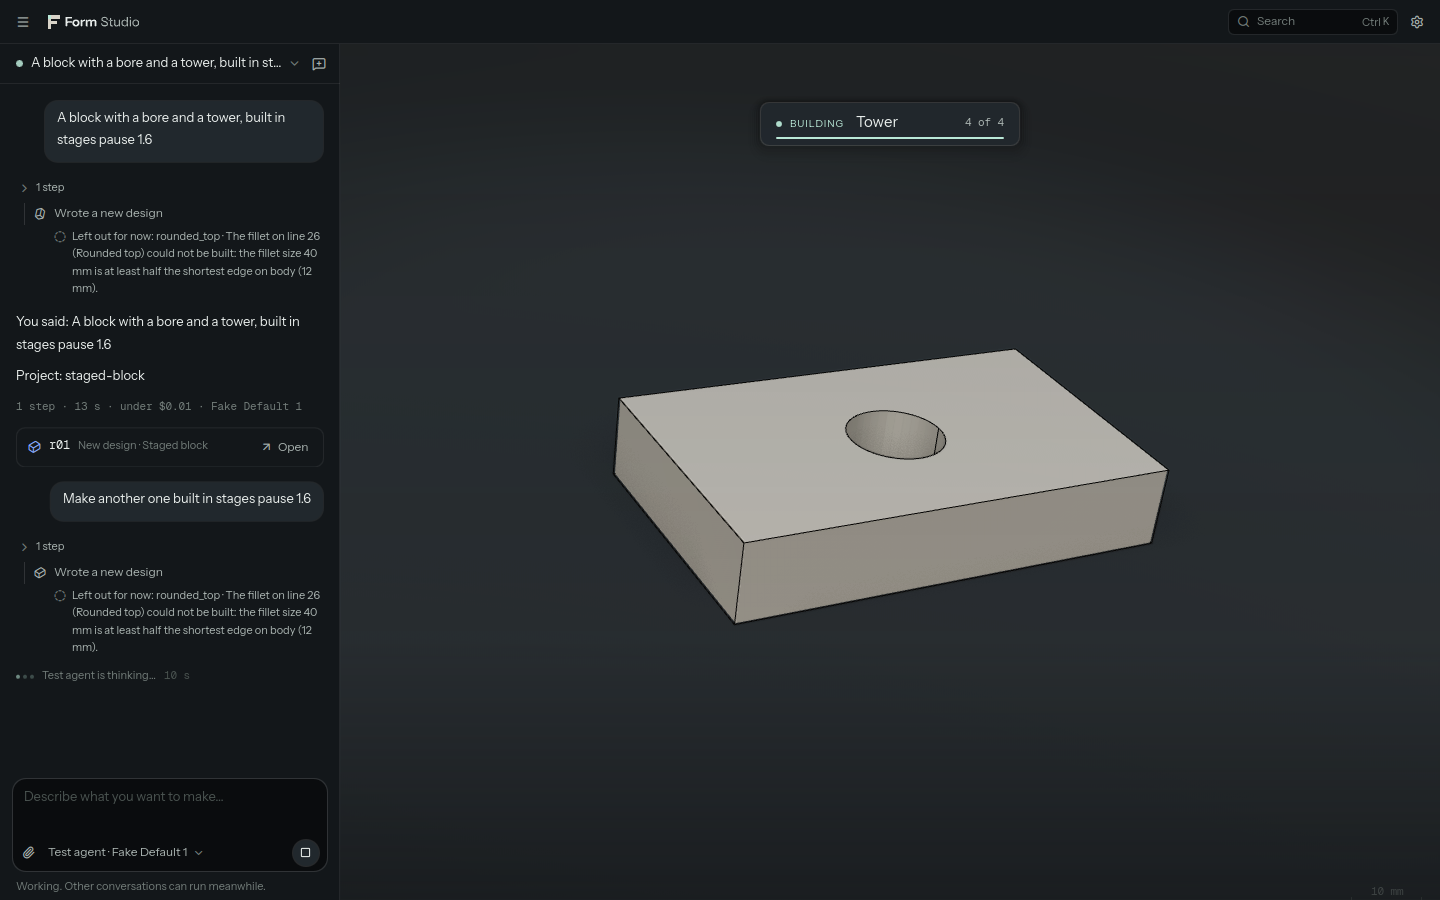 Form Studio
Search
Ctrl K
A block with a bore and a tower, built in st...
A block with a bore and a tower, built in
stages pause 1.6
1 step
Wrote a new design
Left out for now: rounded_top · The fillet on line 26
(Rounded top) could not be built: the fillet size 40
mm is at least half the shortest edge on body (12
mm).
You said: A block with a bore and a tower, built in
stages pause 1.6
Project: staged-block
1 step · 13 s · under $0.01 · Fake Default 1
r01 New design · Staged block
Open
Make another one built in stages pause 1.6
1 step
Wrote a new design
Left out for now: rounded_top · The fillet on line 26
(Rounded top) could not be built: the fillet size 40
mm is at least half the shortest edge on body (12
mm).
Test agent is thinking... 10 s
Describe what you want to make...
Test agent · Fake Default 1
Working. Other conversations can run meanwhile.
BUILDING Tower 4 of 4
10 mm